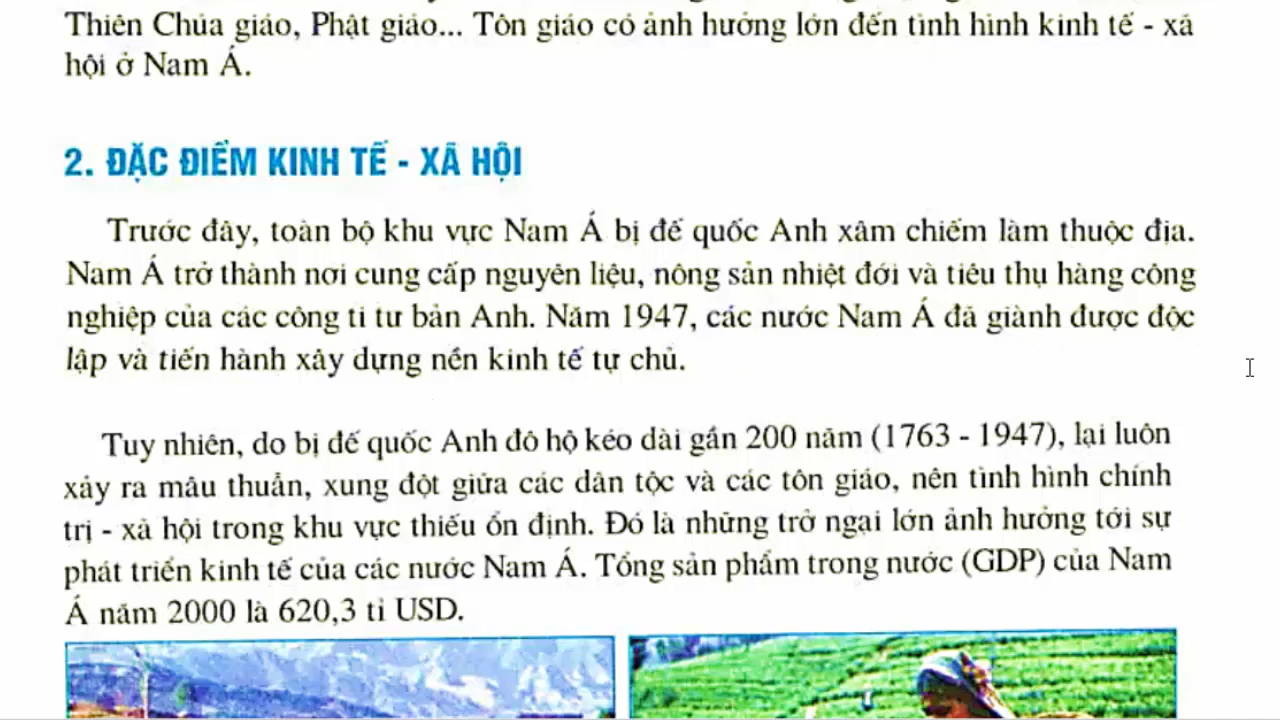 Thiên Chúa giáo, Phật giáo... Tôn giáo có ảnh hưởng lớn đến tình hình kinh tế - xã
hội ở Nam Á.
2. ĐẶC ĐIỂM KINH TẾ - XÃ HỘI
Trước đây, toàn bộ khu vực Nam Á bị đế quốc Anh xâm chiếm làm thuộc địa.
Nam Á trở thành nơi cung cấp nguyên liệu, nông sản nhiệt đới và tiêu thụ hàng công
nghiệp của các công ti tư bản Anh. Năm 1947, các nước Nam Á đã giành được độc
lập và tiến hành xây dựng nền kinh tế tự chủ.
Tuy nhiên, do bị đế quốc Anh đô hộ kéo dài gần 200 năm (1763 - 1947), lại luôn
xảy ra mâu thuẫn, xung đột giữa các dân tộc và các tôn giáo, nên tình hình chính
trị - xã hội trong khu vực thiếu ổn định. Đó là những trở ngại lớn ảnh hưởng tới sự
phát triển kinh tế của các nước Nam Á. Tổng sản phẩm trong nước (GDP) của Nam
Á năm 2000 là 620,3 tỉ USD.